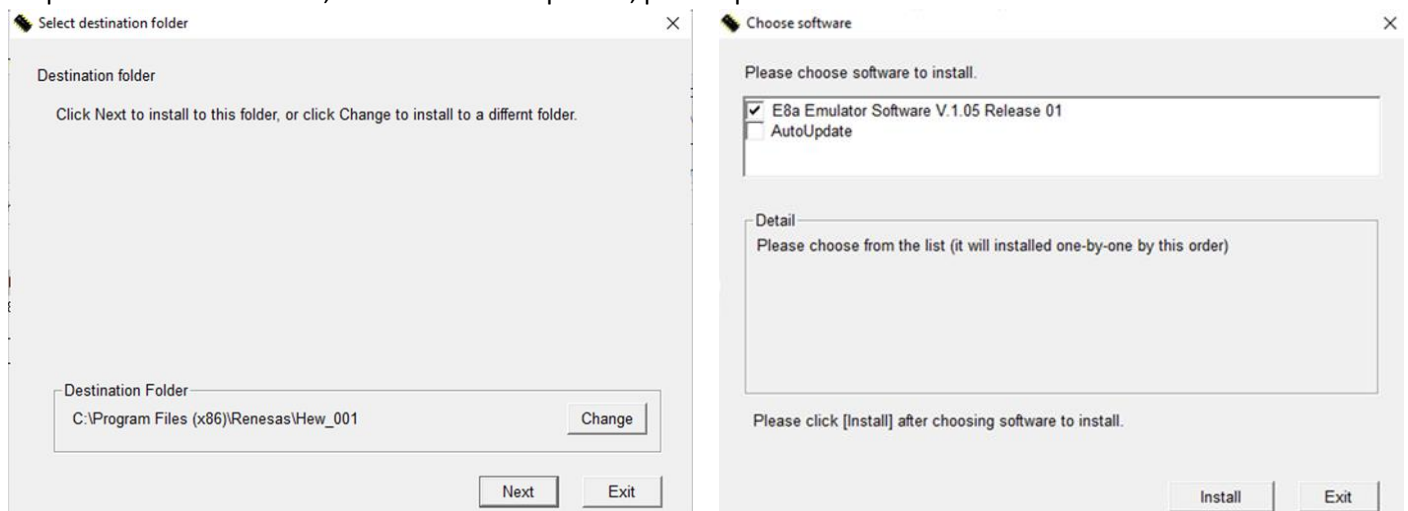 Select destination folder
Destination folder
Click Next to install to this folder, or click Change to install to a differnt folder.
Destination Folder
C:\Program Files (x86)\Renesas\Hew_001
Change
Next
Exit
Choose software
Please choose software to install.
E8a Emulator Software V.1.05 Release 01
AutoUpdate
Detail
Please choose from the list (it will installed one-by-one by this order)
Please click [Install] after choosing software to install.
Install
Exit